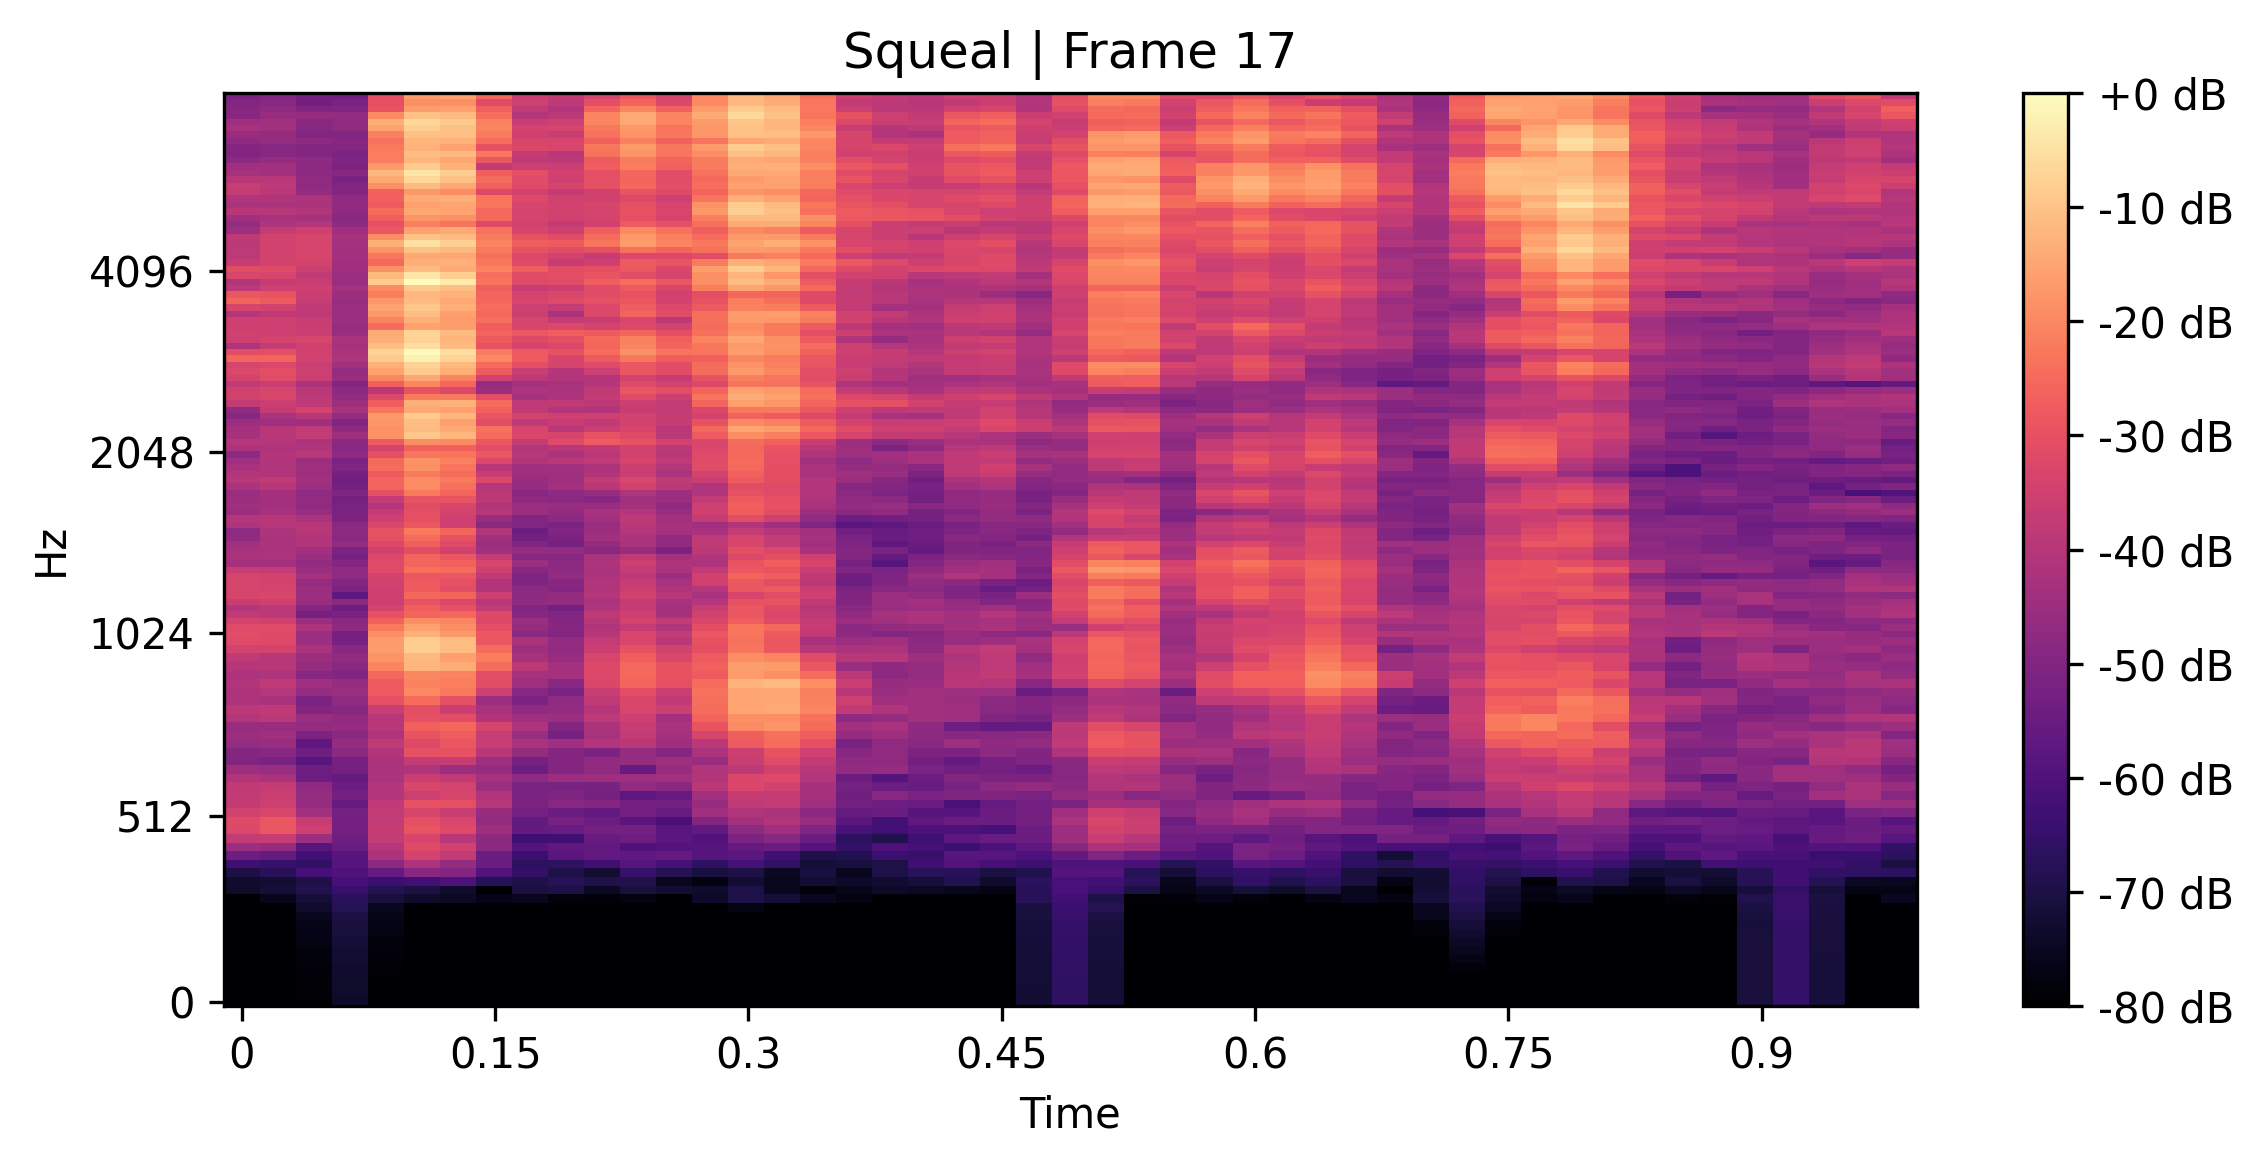 Squeal | Frame 17
+0 dB
-10 dB
-20 dB
-30 dB
-40 dB
-50 dB
-60 dB
-70 dB
-80 dB
Hz
4096
2048
1024
512
0
0 0.15 0.3 0.45 0.6 0.75 0.9
Time